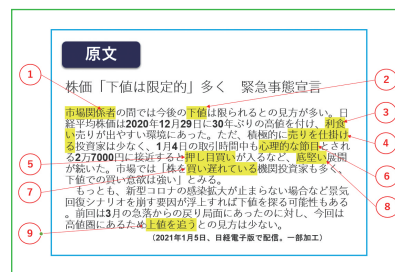 原文
① ② ③ ④ ⑤ ⑥ ⑦ ⑧ ⑨
株価「下値は限定的」多く　緊急事態宣言
市場関係者の間では今後の下値は限られるとの見方が多い。日
経平均株価は2020年12月29日に30年ぶりの高値を付け、利食
い売りが出やすい環境にあった。ただ、積極的に売りを仕掛け
る投資家は少なく、1月4日の取引時間中も心理的な節目とされ
る2万7000円に接近すると押し目買いが入るなど、底堅い展開
が続いた。市場では「株を買い遅れている機関投資家も多く、
下値での買い意欲は強い」とみる。
もっとも、新型コロナの感染拡大が止まらない場合など景気
回復シナリオを崩す要因が浮上すれば下値を探る可能性もある
。前回は3月の急落からの戻り局面にあったのに対し、今回は
高値圏にあるため上値を追うとの見方は少ない。
（2021年1月5日、日経電子版で配信。一部加工）